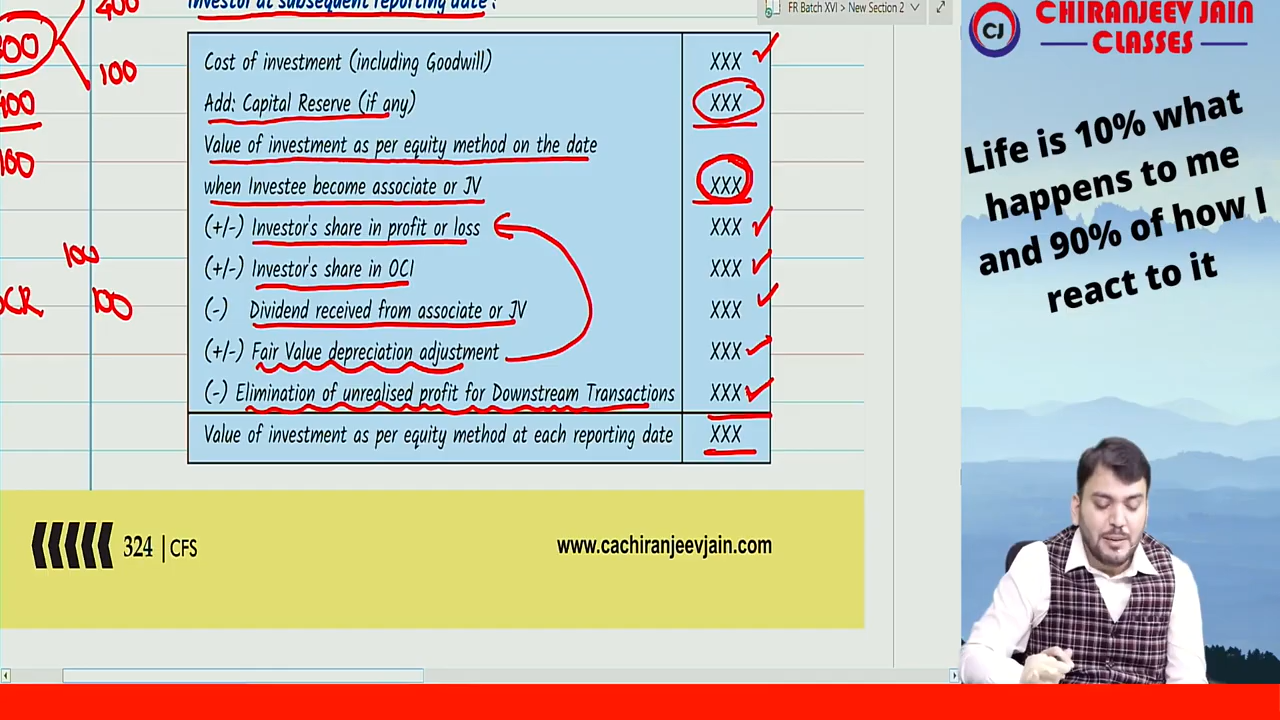 Investor at subsequent reporting date?
FR Batch XVI > New Section 2
400
100
100
100
100
Cost of investment (including Goodwill) XXX
Add: Capital Reserve (if any) XXX
Value of investment as per equity method on the date
when Investee become associate or JV XXX
(+/-) Investor's share in profit or loss XXX
(+/-) Investor's share in OCI XXX
(-) Dividend received from associate or JV XXX
(+/-) Fair Value depreciation adjustment XXX
(-) Elimination of unrealised profit for Downstream Transactions XXX
Value of investment as per equity method at each reporting date XXX
324 | CFS
www.cachiranjeevjain.com
CJ
CHIRANJEEV JAIN
CLASSES
Life is 10% what
happens to me
and 90% of how I
react to it